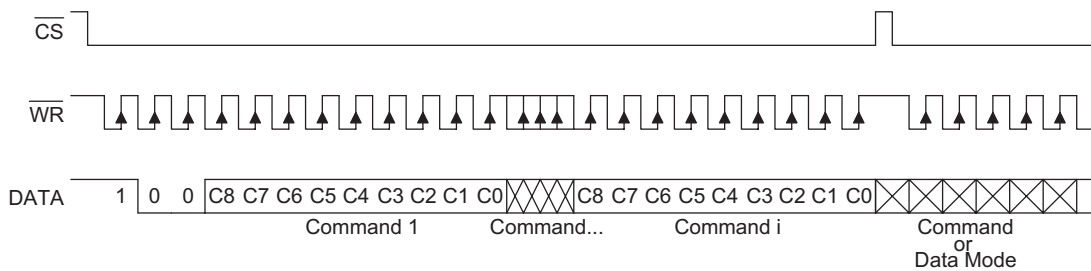 CS
WR
DATA 1 0 0 C8 C7 C6 C5 C4 C3 C2 C1 C0 C8 C7 C6 C5 C4 C3 C2 C1 C0
Command 1 Command... Command i Command
or
Data Mode